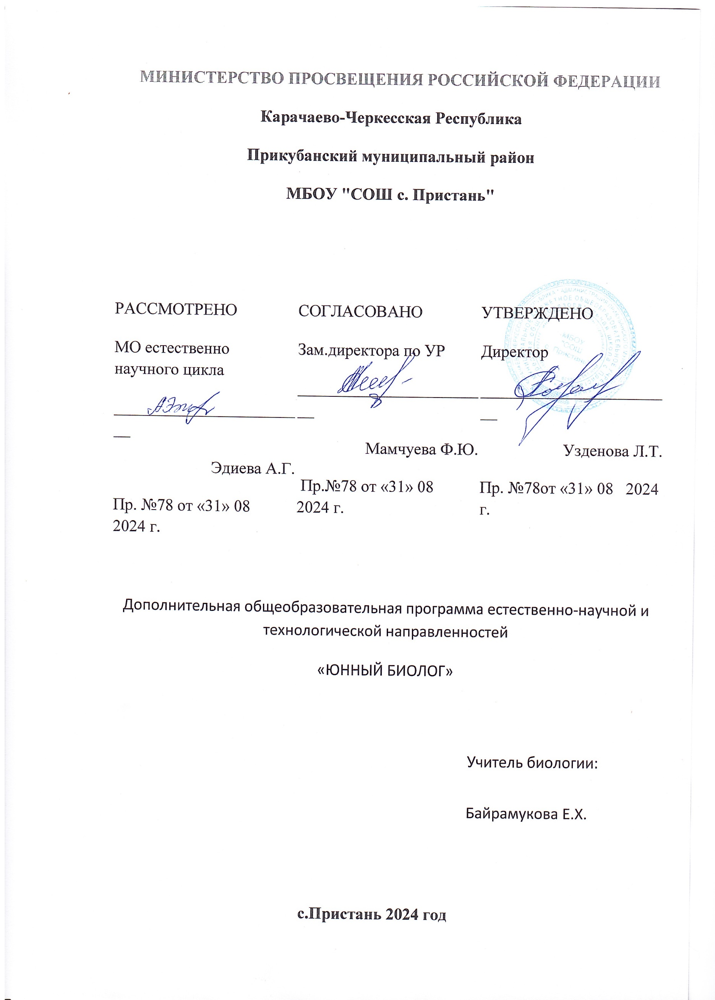 МИНИСТЕРСТВО ПРОСВЕЩЕНИЯ РОССИЙСКОЙ ФЕДЕРАЦИИ
Карачаево-Черкесская Республика
Прикубанский муниципальный район
МБОУ "СОШ с. Пристань"
РАССМОТРЕНО
МО естественно
научного цикла
Эдиева А.Г.
Пр. №78 от «31» 08
2024 г.
СОГЛАСОВАНО
Зам.директора по УР
Мамчуева Ф.Ю.
Пр.№78 от «31» 08
2024 г.
УТВЕРЖДЕНО
Директор
МБОУ
"СОШ
с. Пристань
Узденова Л.Т.
Пр. №78от «31» 08 2024
г.
Дополнительная общеобразовательная программа естественно-научной и
технологической направленностей
«ЮННЫЙ БИОЛОГ»
Учитель биологии:
Байрамукова Е.Х.
с.Пристань 2024 год